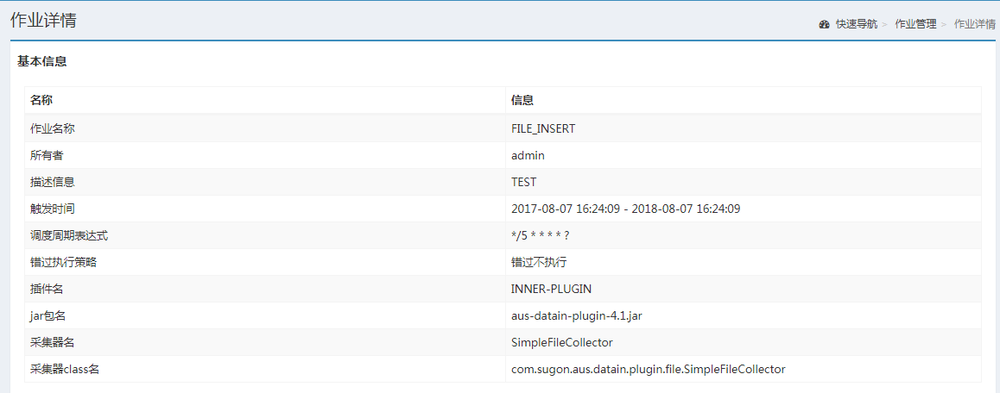 作业详情
快速导航 > 作业管理 > 作业详情
基本信息
名称 信息
作业名称 FILE_INSERT
所有者 admin
描述信息 TEST
触发时间 2017-08-07 16:24:09 - 2018-08-07 16:24:09
调度周期表达式 */5 * * * * ?
错过执行策略 错过不执行
插件名 INNER-PLUGIN
jar包名 aus-datain-plugin-4.1.jar
采集器名 SimpleFileCollector
采集器class名 com.sugon.aus.datain.plugin.file.SimpleFileCollector